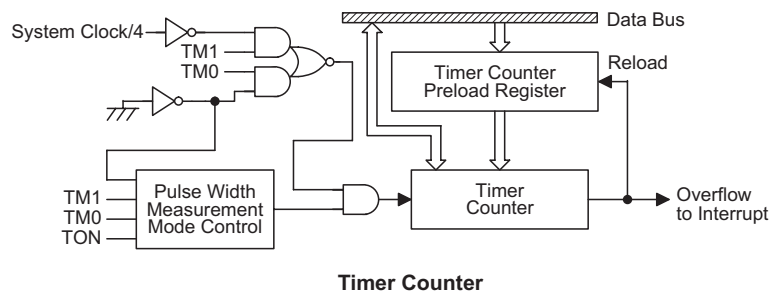 Data Bus
System Clock/4
TM1
TM0
Reload
Timer Counter
Preload Register
TM1
TM0
TON
Pulse Width
Measurement
Mode Control
Timer
Counter
Overflow
to Interrupt
Timer Counter